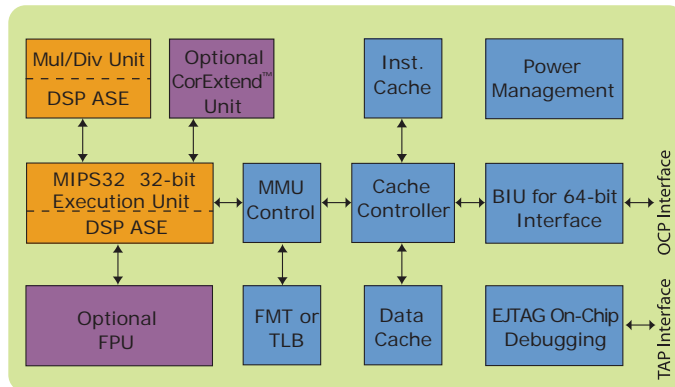 Mul/Div Unit
DSP ASE
Optional
CorExtend™
Unit
Inst.
Cache
Power
Management
MIPS32 32-bit
Execution Unit
DSP ASE
MMU
Control
Cache
Controller
BIU for 64-bit
Interface
OCP Interface
Optional
FPU
FMT or
TLB
Data
Cache
EJTAG On-Chip
Debugging
TAP Interface